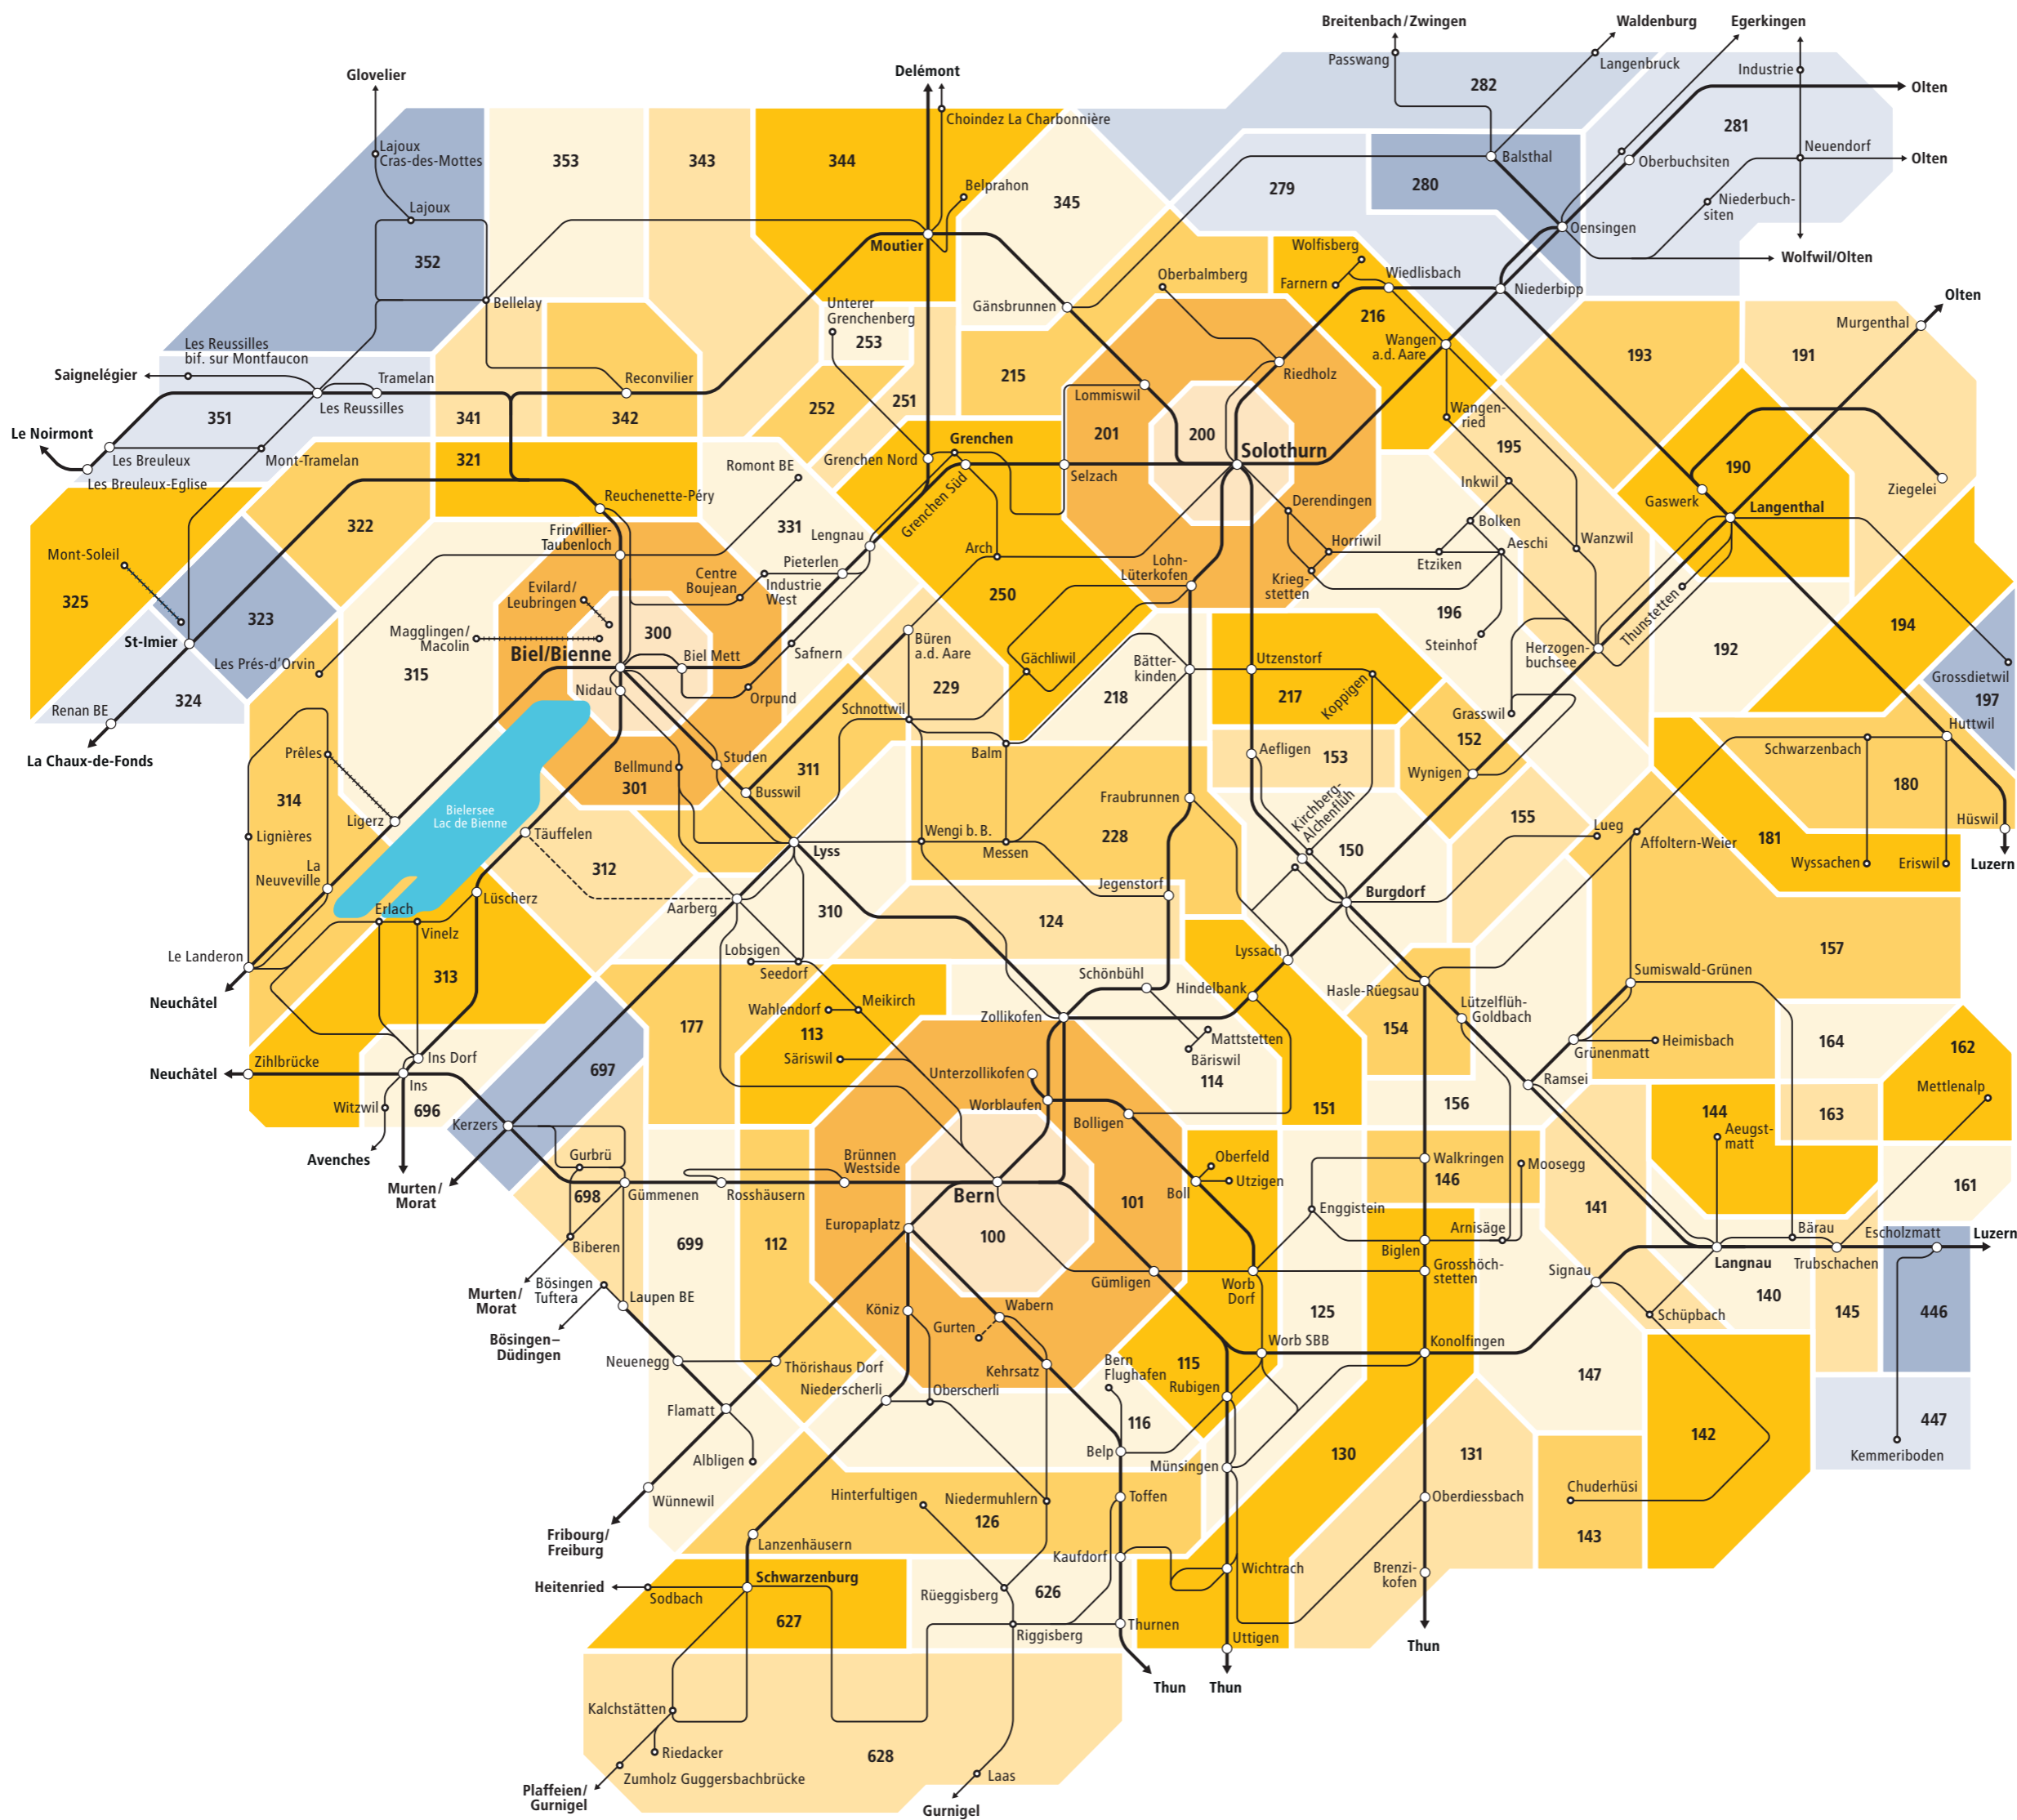 Breitenbach/Zwingen
Waldenburg
Egerkingen
Passwang
Langenbruck
Industrie
Glovelier
Delémont
282
Olten
Choindez La Charbonnière
281
Lajoux
Cras-des-Mottes
353
343
344
Balsthal
Oberbuchsiten
Neuendorf
Olten
Belprahon
345
279
280
Niederbuch-
siten
Lajoux
Oensingen
Moutier
Wolfisberg
Wolfwil/Olten
352
Oberbalmberg
Farnern
Wiedlisbach
Niederbipp
Bellelay
Unterer
Grenchenberg
Gänsbrunnen
216
Olten
Murgenthal
253
Wangen
a.d. Aare
193
191
Les Reussilles
bif. sur Montfaucon
Saignelégier
Tramelan
Les Reussilles
Reconvilier
215
Riedholz
Lommiswil
351
341
342
252
251
Wangen-
ried
Le Noirmont
201
200
195
Les Breuleux
Mont-Tramelan
321
Grenchen
Solothurn
Romont BE
Grenchen Nord
190
Les Breuleux-Eglise
Selzach
Gaswerk
Ziegelei
Inkwil
Reuchenette-Péry
Grenchen Süd
Derendingen
Langenthal
322
331
Bolken
Frinvillier-
Taubenloch
Lengnau
Arch
Horriwil
Aeschi
Wanzwil
Mont-Soleil
Etziken
Pieterlen
Lohn-
Lüterkofen
Krieg-
stetten
Centre
Boujean
Industrie
West
Evilard/
Leubringen
325
323
250
196
Thunstetten
194
St-Imier
Magglingen/
Macolin
300
Büren
a.d. Aare
Steinhof
192
Les Prés-d'Orvin
Biel/Bienne
Biel Mett
Safnern
Gächliwil
Bätter-
kinden
Utzenstorf
Herzogen-
buchsee
Grossdietwil
315
Nidau
Orpund
229
218
217
Koppigen
197
324
Renan BE
Schnottwil
Grasswil
Huttwil
La Chaux-de-Fonds
Prêles
Balm
Aefligen
153
152
Schwarzenbach
Bellmund
Studen
311
Wynigen
301
Busswil
180
314
Bielersee
Lac de Bienne
Fraubrunnen
Kirchberg-
Alchenflüh
155
Lueg
Hüswil
Ligerz
Lignières
Täuffelen
Wengi b. B.
228
Affoltern-Weier
181
Lyss
Messen
150
Wyssachen
Eriswil
Luzern
La
Neuveville
312
Jegenstorf
Burgdorf
Lüscherz
Aarberg
310
Erlach
Vinelz
124
Lobsigen
Lyssach
157
Le Landeron
Seedorf
313
Schönbühl
Hindelbank
Hasle-Rüegsau
Sumiswald-Grünen
Neuchâtel
Wahlendorf
Meikirch
Lützelflüh-
Goldbach
177
113
Zollikofen
154
164
Mattstetten
Heimisbach
162
Zihlbrücke
Ins Dorf
Säriswil
Bäriswil
Grünenmatt
Neuchâtel
697
Unterzollikofen
114
Ramsei
Mettlenalp
Ins
Witzwil
696
Worblaufen
151
156
144
163
Kerzers
Bolligen
Aeugst-
matt
Avenches
Gurbrü
Brünnen
Westside
Oberfeld
Walkringen
Moosegg
Murten/
Morat
698
Gümmenen
Rosshäusern
Bern
Boll
Utzigen
146
161
Europaplatz
101
Enggistein
141
Arnisäge
Bärau
Escholzmatt
Luzern
Biberen
699
112
100
Biglen
Murten/
Morat
Bösingen
Tuftera
Gümligen
Worb
Dorf
Grosshöch-
stetten
Signau
Langnau
Trubschachen
Laupen BE
Köniz
Wabern
125
140
Schüpbach
145
446
Bösingen–
Düdingen
Gurten
Worb SBB
Konolfingen
Neuenegg
Thörishaus Dorf
Kehrsatz
Bern
Flughafen
115
147
Niederscherli
Oberscherli
Rubigen
Flamatt
116
447
Belp
142
Albligen
Münsingen
130
131
Kemmeriboden
Wünnewil
Hinterfultigen
Niedermuhlern
Toffen
Oberdiessbach
Chuderhüsi
126
Fribourg/
Freiburg
Lanzenhäusern
143
Kaufdorf
Wichtrach
Brenzi-
kofen
Heitenried
Schwarzenburg
Sodbach
Rüeggisberg
626
627
Riggisberg
Thurnen
Uttigen
Thun
Thun
Thun
Kalchstätten
Riedacker
628
Zumholz Guggersbachbrücke
Laas
Plaffeien/
Gurnigel
Gurnigel